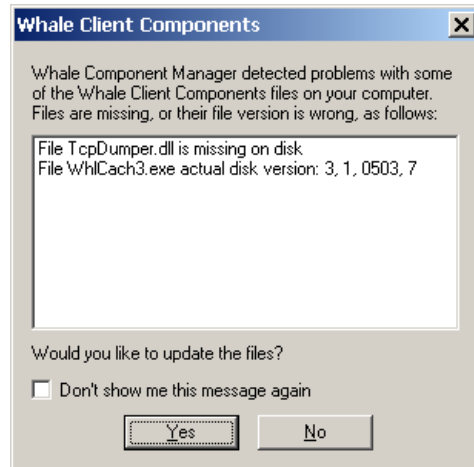 Whale Client Components
Whale Component Manager detected problems with some
of the Whale Client Components files on your computer.
Files are missing, or their file version is wrong, as follows:
File TcpDumper.dll is missing on disk
File WhlCach3.exe actual disk version: 3, 1, 0503, 7
Would you like to update the files?
Don't show me this message again
Yes
No